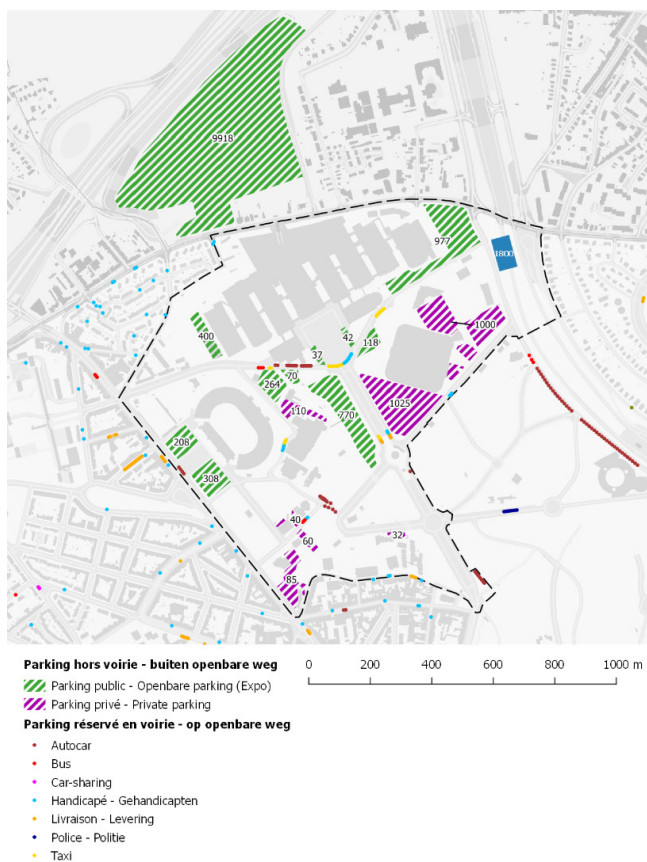 9918
977
1800
400
42
118
1000
37
70
264
110
770
1025
208
308
40
60
32
85
Parking hors voirie - buiten openbare weg
Parking public - Openbare parking (Expo)
Parking privé - Private parking
0 200 400 600 800 1000 m
Parking réservé en voirie - op openbare weg
Autocar
Bus
Car-sharing
Handicapé - Gehandicapten
Livraison - Levering
Police - Politie
Taxi